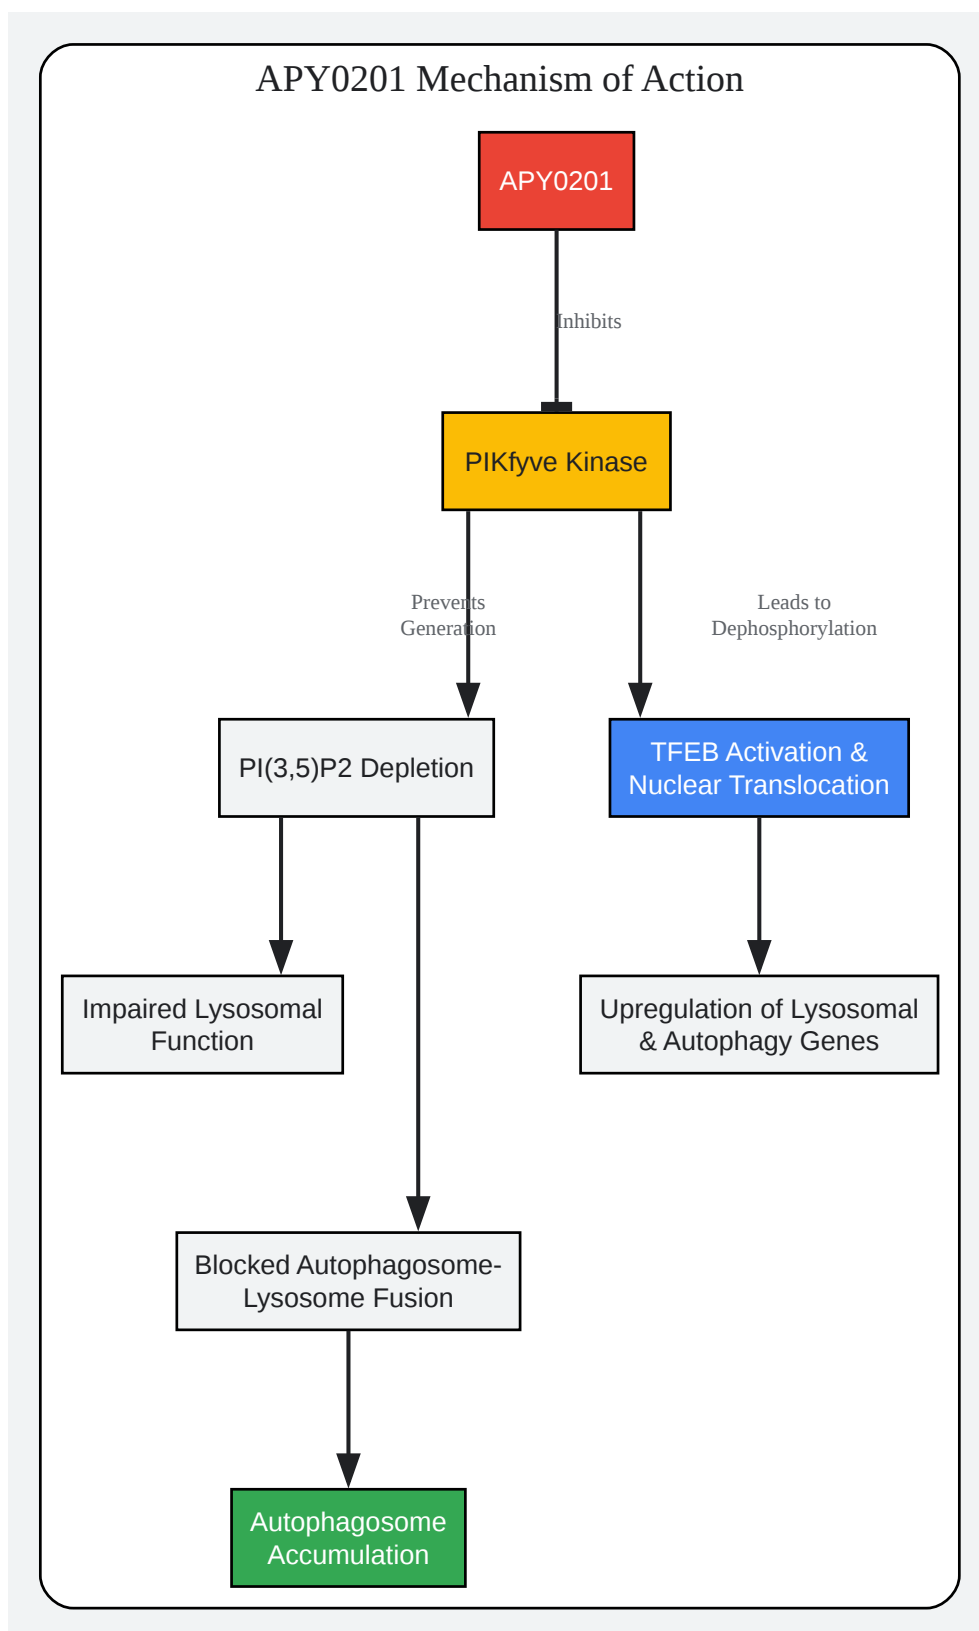 APY0201 Mechanism of Action
APY0201
Inhibits
PIKfyve Kinase
Prevents
Generation
Leads to
Dephosphorylation
PI(3,5)P2 Depletion
TFEB Activation &
Nuclear Translocation
Impaired Lysosomal
Function
Upregulation of Lysosomal
& Autophagy Genes
Blocked Autophagosome-
Lysosome Fusion
Autophagosome
Accumulation